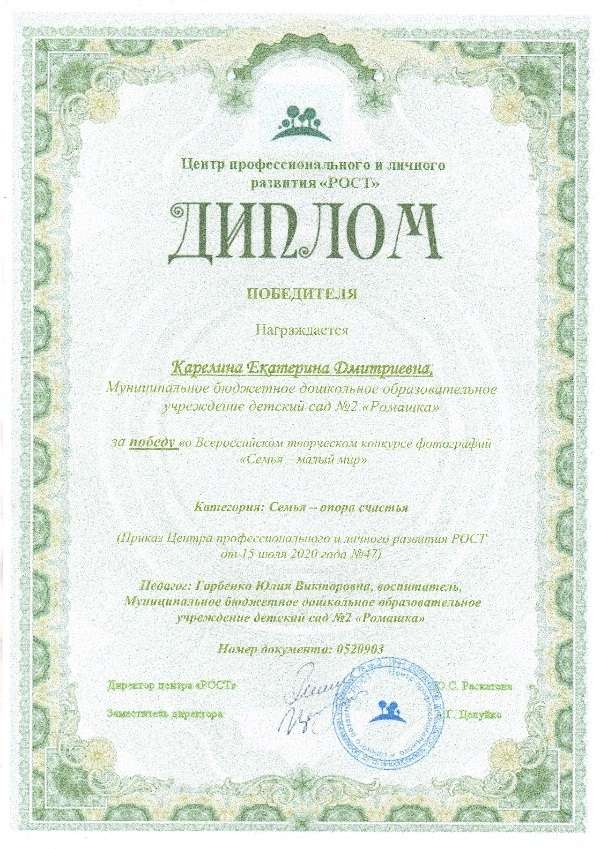 Центр профессионального и личного
развития «РОСТ»
ДИПЛОМ
ПОБЕДИТЕЛЯ
Награждается
Карелина Екатерина Дмитриевна,
Муниципальное бюджетное дошкольное образовательное
учреждение детский сад №2 «Ромашка»
за победу во Всероссийском творческом конкурсе фотографий
«Семья – малый мир»
Категория: Семья – опора счастья
(Приказ Центра профессионального и личного развития РОСТ
от 15 июля 2020 года №47)
Педагог: Гарбенко Юлия Викторовна, воспитатель,
Муниципальное бюджетное дошкольное образовательное
учреждение детский сад №2 «Ромашка»
Номер документа: 0520903
Директор центра «РОСТ» Ю.С. Раскатова
Заместитель директора Г. Цапуйко